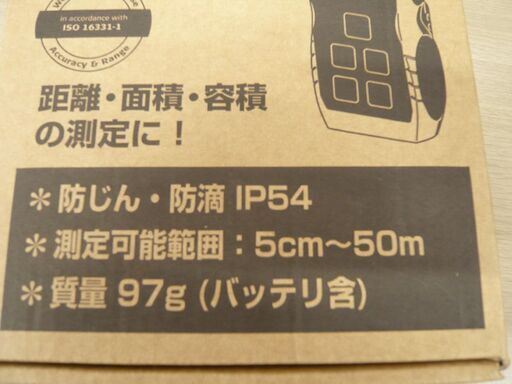 in accordance with
ISO 16331-1
Accuracy & Range
距離・面積・容積
の測定に！
＊防じん・防滴 IP54
＊測定可能範囲：5cm〜50m
＊質量 97g (バッテリ含)